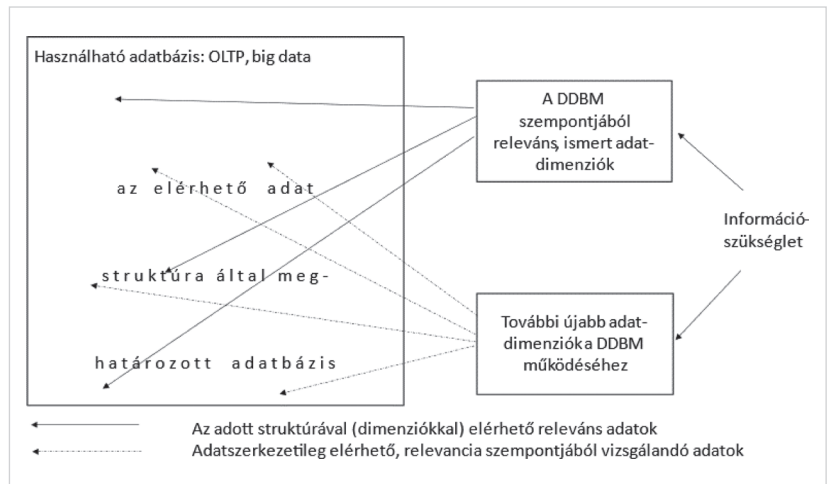 Használható adatbázis: OLTP, big data
A DDBM
szempontjából
releváns, ismert adat-
dimenziók
az elérhető adat
Információ-
szükséglet
struktúra által meg-
További újabb adat-
dimenziók a DDBM
működéséhez
határozott adatbázis
Az adott struktúrával (dimenziókkal) elérhető releváns adatok
Adatszerkezetileg elérhető, relevancia szempontjából vizsgálandó adatok